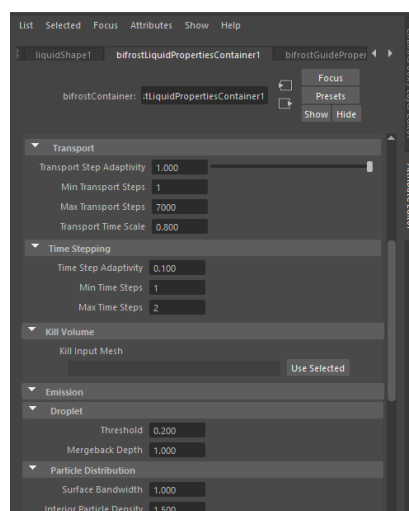 List Selected Focus Attributes Show Help
liquidShape1 bifrostLiquidPropertiesContainer1 bifrostGuidePropei
Focus
bifrostContainer: :tLiquidPropertiesContainer1 Presets
Show Hide
Transport
Transport Step Adaptivity 1.000
Min Transport Steps 1
Max Transport Steps 7000
Transport Time Scale 0.800
Time Stepping
Time Step Adaptivity 0.100
Min Time Steps 1
Max Time Steps 2
Kill Volume
Kill Input Mesh
Use Selected
Emission
Droplet
Threshold 0.200
Mergeback Depth 1.000
Particle Distribution
Surface Bandwidth 1.000
Interior Particle Density 1.500